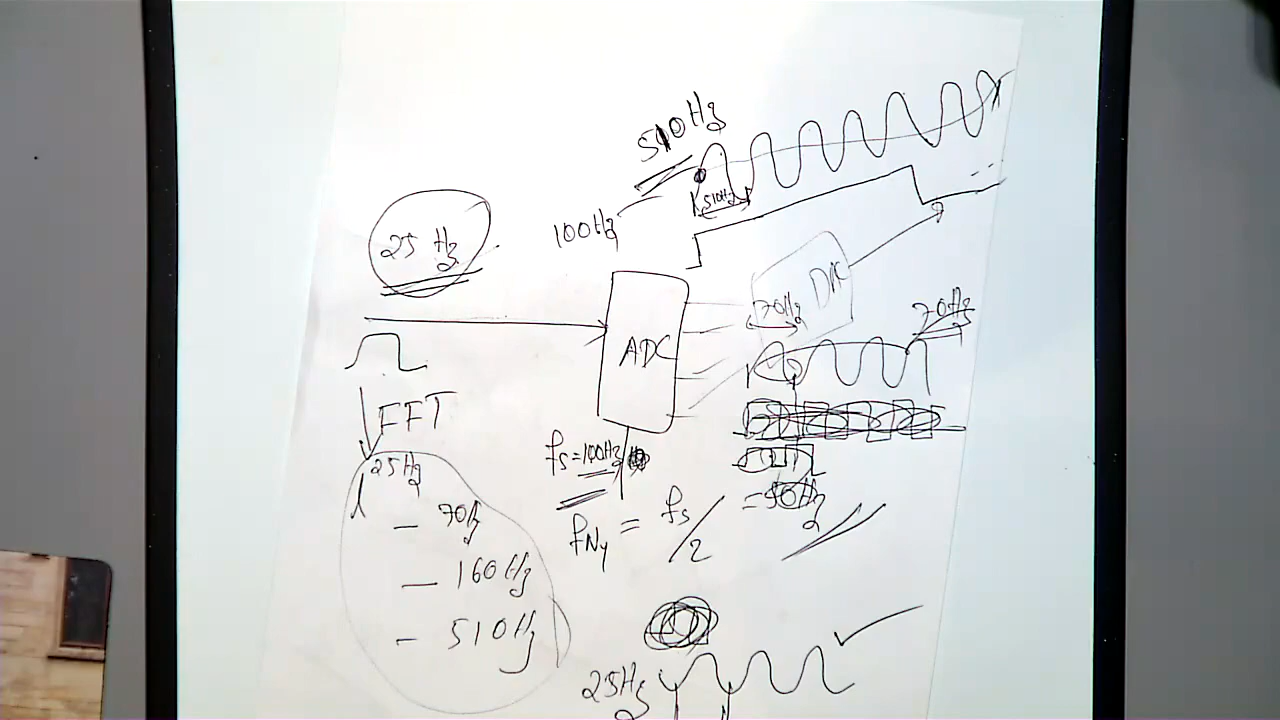 510Hz
510Hz
100Hz
25 Hz
70Hz
DAC
70Hz
ADC
FFT
fs=100Hz
25Hz
fNy = fs/2 = 50Hz
- 70Hz
- 160Hz
- 510Hz
25Hz